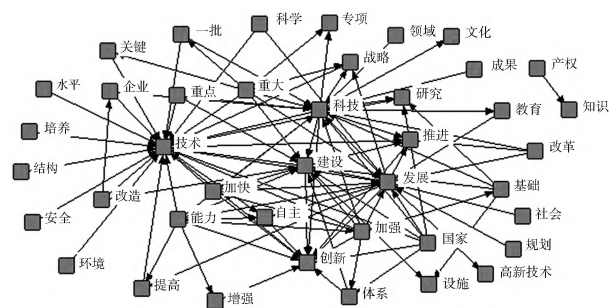 一批
科学
专项
领域
文化
关键
战略
成果
产权
水平
企业
重点
重大
科技
研究
教育
知识
培养
技术
推进
改革
结构
改造
加快
建设
发展
基础
安全
能力
自主
加强
国家
社会
环境
提高
增强
创新
体系
设施
高新技术
规划